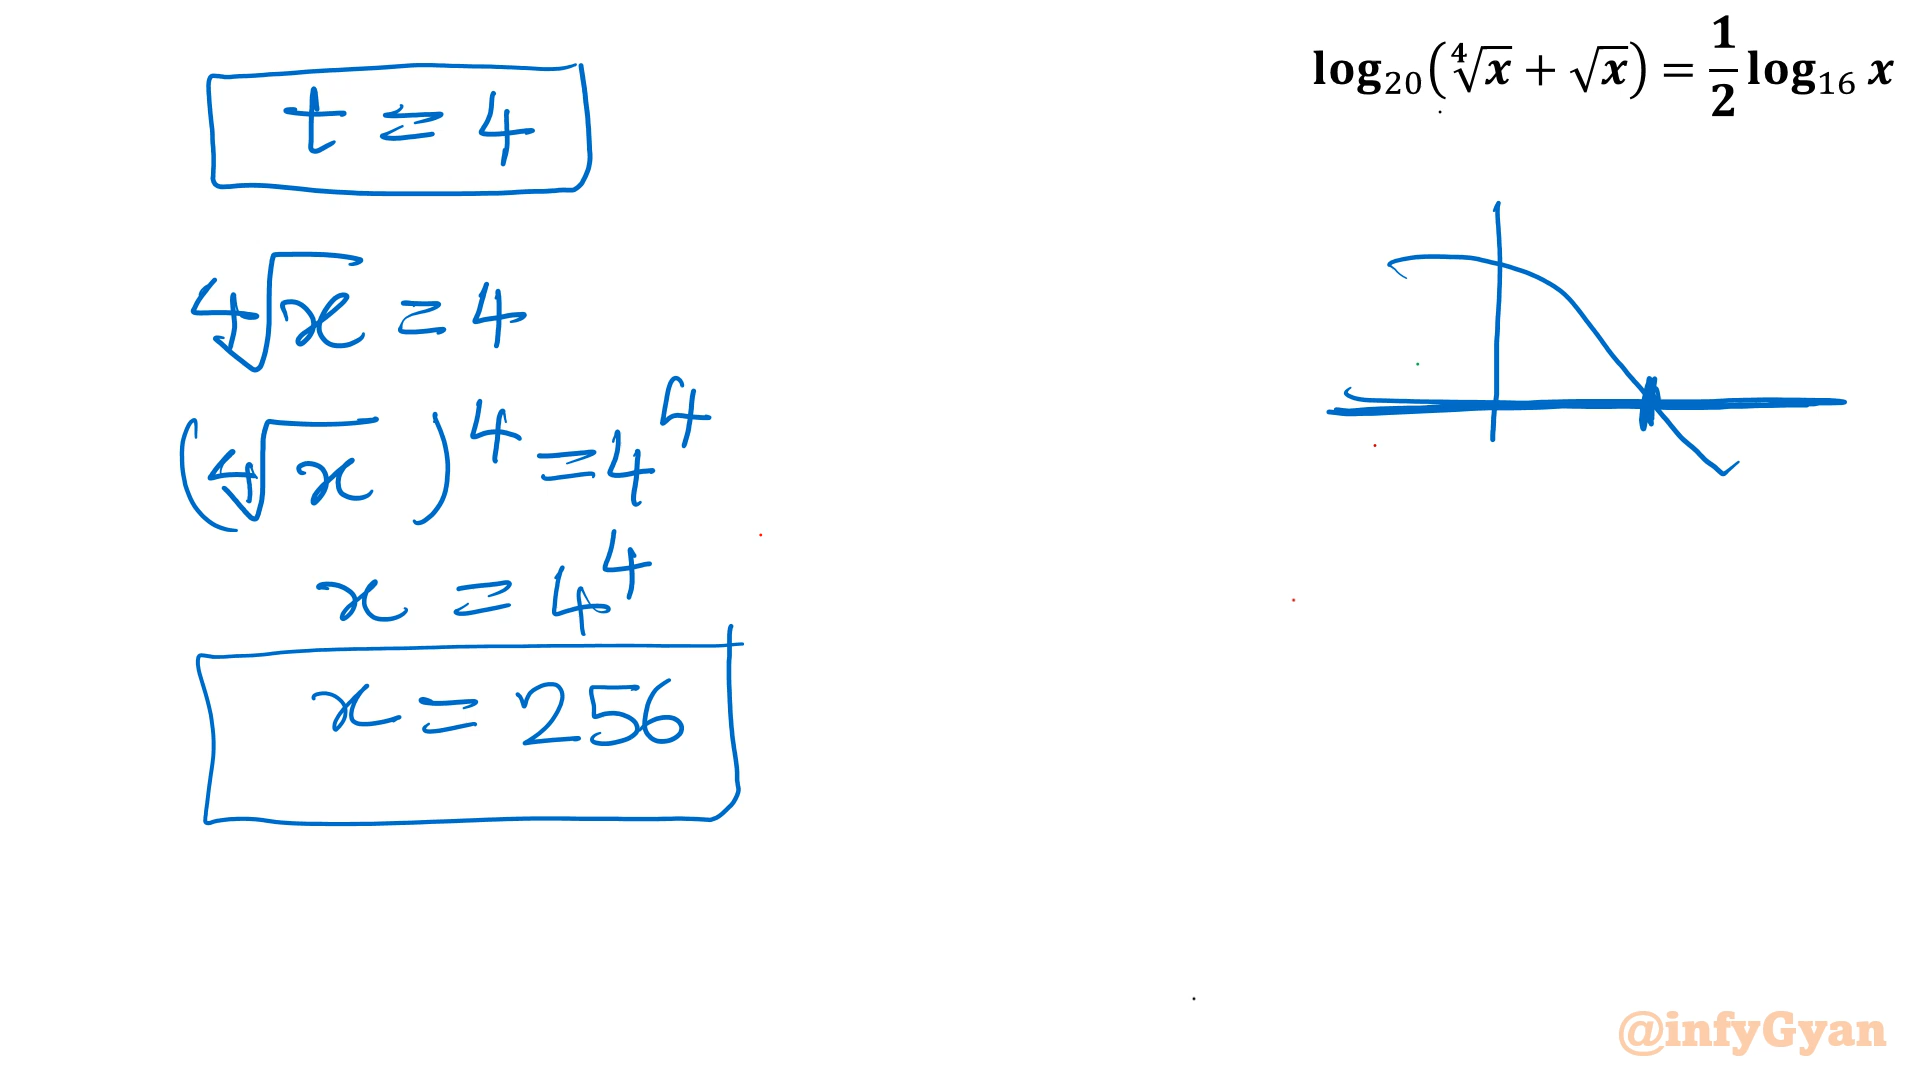 log₂₀(∜x + √x) = 1/2 log₁₆ x
t = 4
∜x = 4
(∜x)⁴ = 4⁴
x = 4⁴
x = 256
@infyGyan